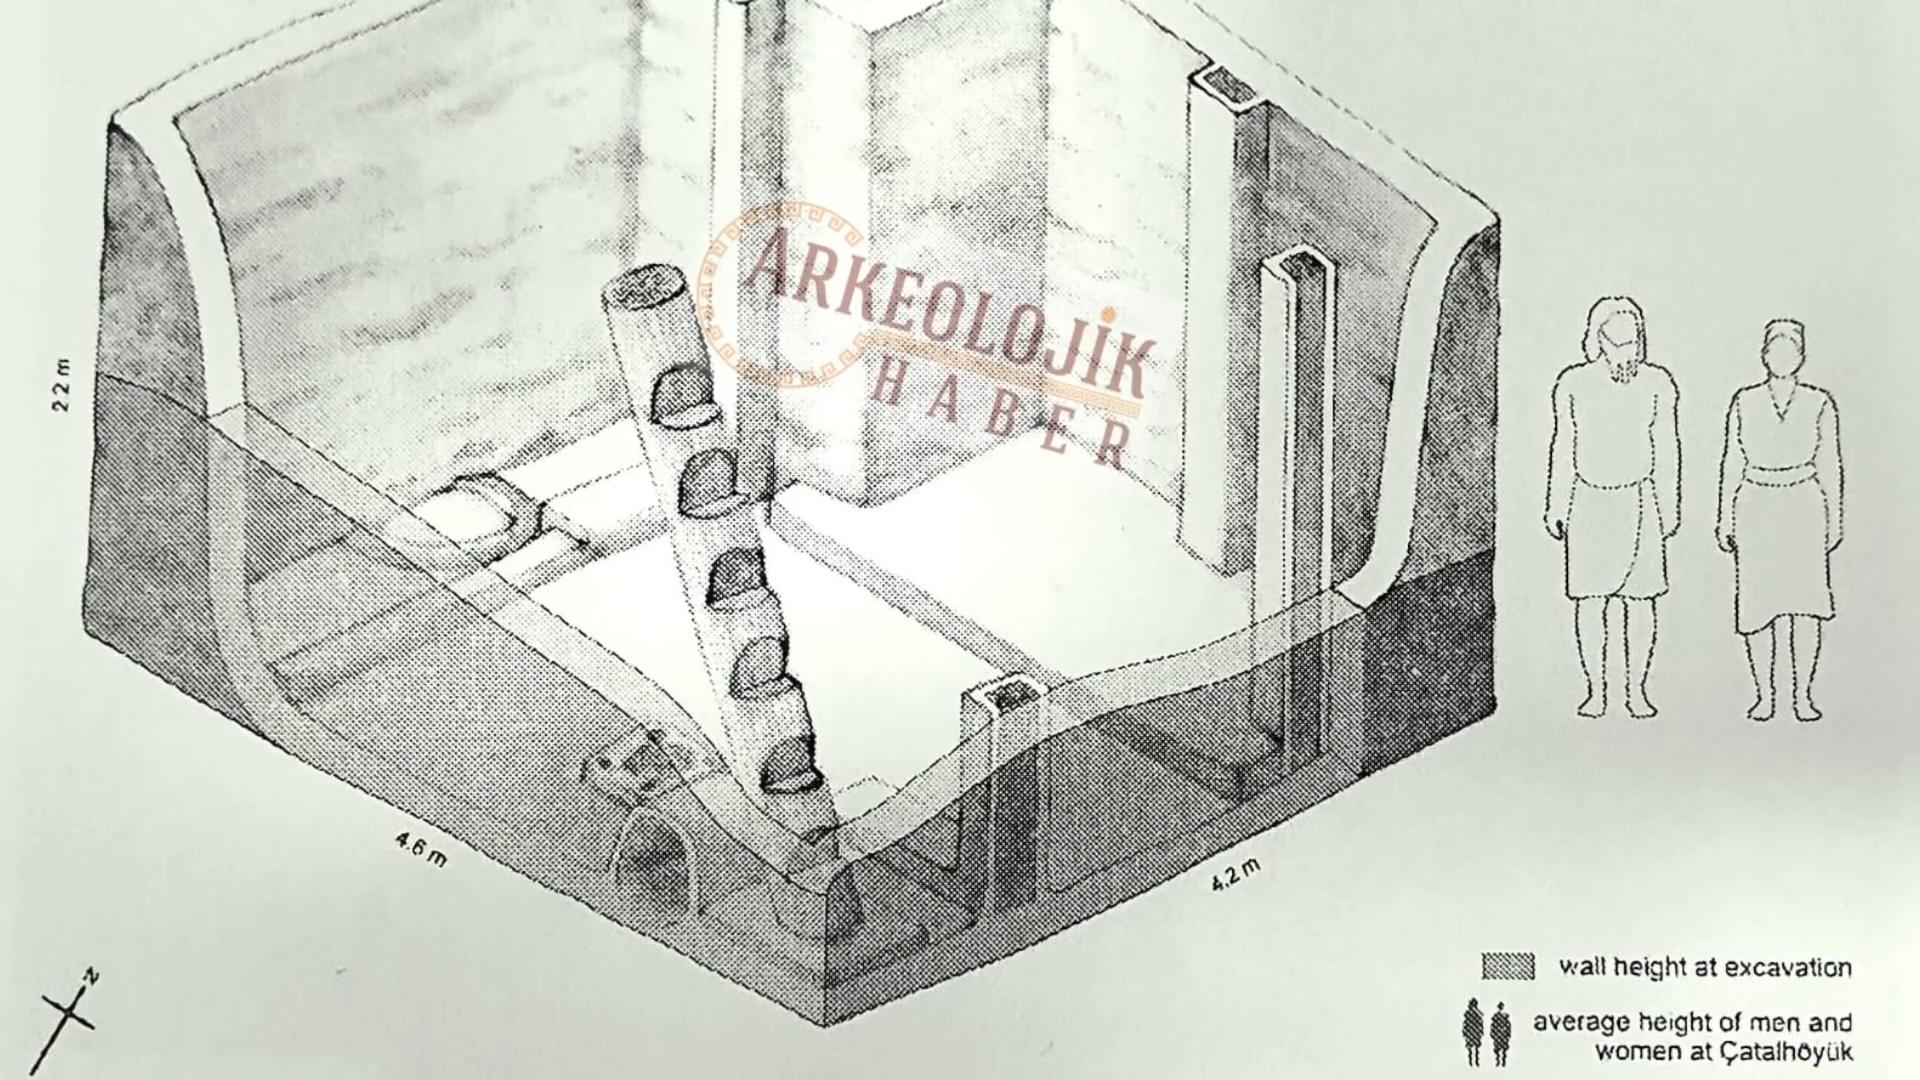 ARKEOLOJİK
HABER
2.2 m
4.6 m
4.2 m
N
wall height at excavation
average height of men and
women at Çatalhöyük